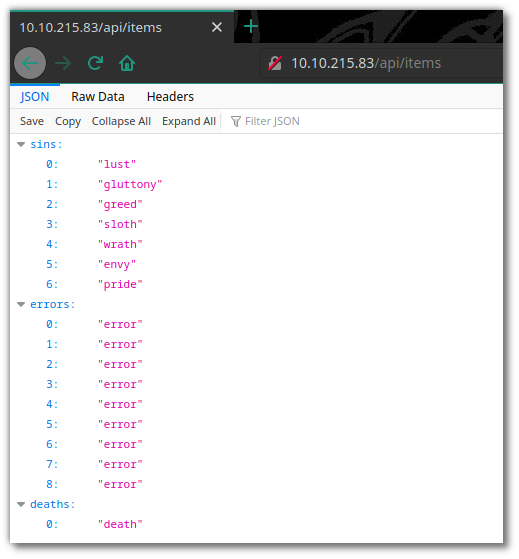 10.10.215.83/api/items
10.10.215.83/api/items
JSON Raw Data Headers
Save Copy Collapse All Expand All Filter JSON
sins:
0: "lust"
1: "gluttony"
2: "greed"
3: "sloth"
4: "wrath"
5: "envy"
6: "pride"
errors:
0: "error"
1: "error"
2: "error"
3: "error"
4: "error"
5: "error"
6: "error"
7: "error"
8: "error"
deaths:
0: "death"